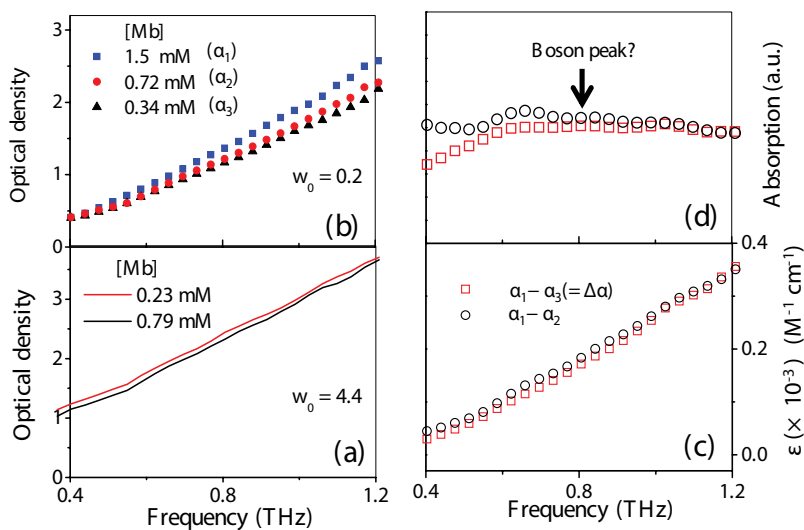 3
2
1
0
Optical density
[Mb]
1.5 mM (α₁)
0.72 mM (α₂)
0.34 mM (α₃)
w₀ = 0.2
(b)
3
2
1
0
Optical density
[Mb]
0.23 mM
0.79 mM
w₀ = 4.4
(a)
0.4 0.8 1.2
Frequency (THz)
Boson peak?
(d)
Absorption (a.u.)
α₁− α₃(= Δα)
α₁− α₂
(c)
0.4
0.2
0.0
ε (× 10⁻³) (M⁻¹ cm⁻¹)
0.4 0.8 1.2
Frequency (THz)